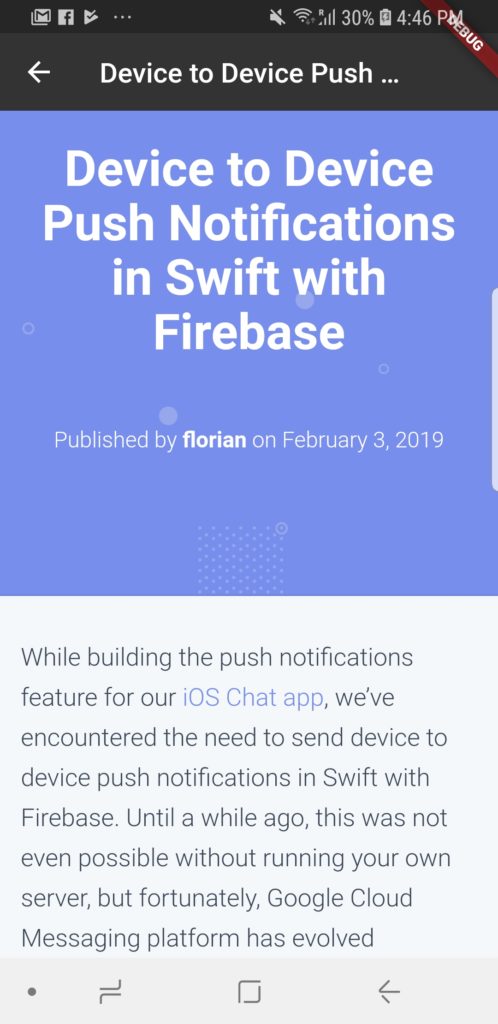 30% 4:46 PM
DEBUG
Device to Device Push ...
Device to Device
Push Notifications
in Swift with
Firebase
Published by florian on February 3, 2019
While building the push notifications
feature for our iOS Chat app, we’ve
encountered the need to send device to
device push notifications in Swift with
Firebase. Until a while ago, this was not
even possible without running your own
server, but fortunately, Google Cloud
Messaging platform has evolved